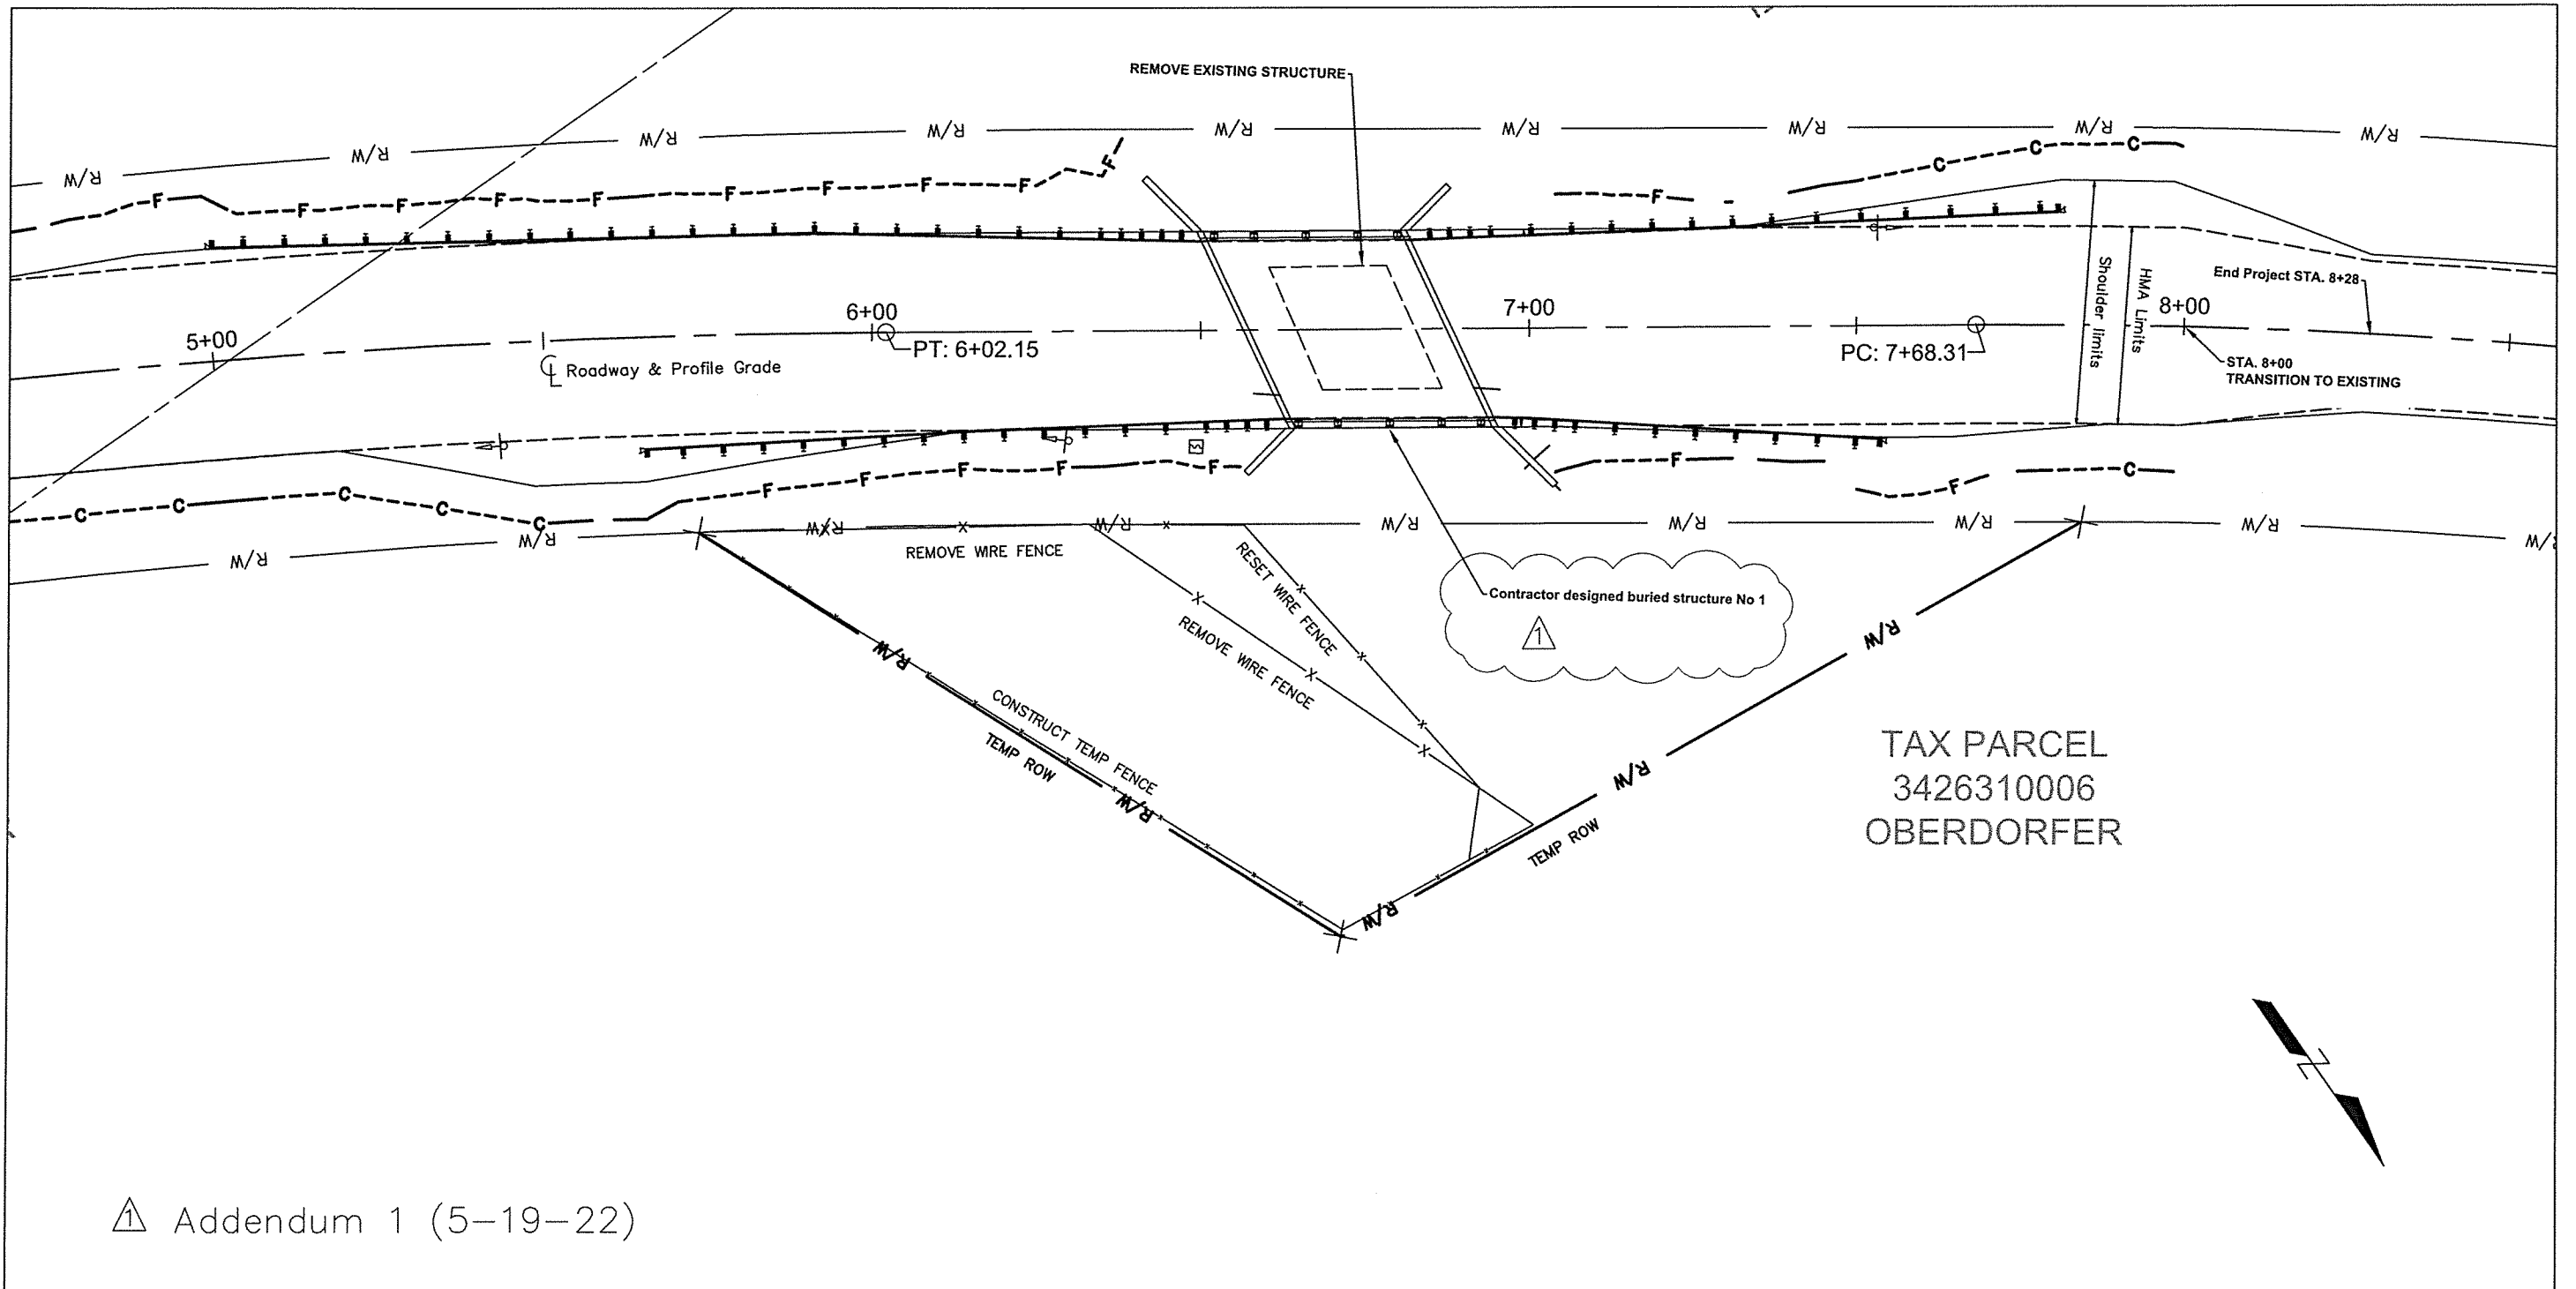 REMOVE EXISTING STRUCTURE
R/W R/W R/W R/W R/W R/W R/W R/W R/W
C C C
F F F F F F F F F F F
Shoulder limits
HMA Limits
End Project STA. 8+28
5+00
6+00
7+00
8+00
PT: 6+02.15
PC: 7+68.31
STA. 8+00
TRANSITION TO EXISTING
CL Roadway & Profile Grade
F F F F F F F
C C C C C C
R/W R/W R/W R/W R/W R/W R/W R/W R/W
REMOVE WIRE FENCE
RESET WIRE FENCE
REMOVE WIRE FENCE
Contractor designed buried structure No 1
1
R/W R/W R/W R/W R/W
CONSTRUCT TEMP FENCE
TEMP ROW
TEMP ROW
TAX PARCEL
3426310006
OBERDORFER
Z
1 Addendum 1 (5-19-22)